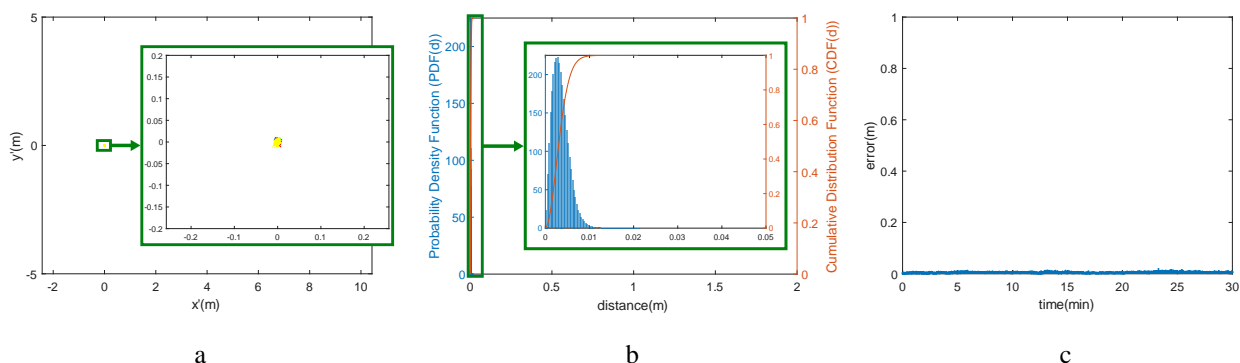 5
0
-5
y'(m)
-2 0 2 4 6 8 10
x'(m)
0.2
0.15
0.1
0.05
0
-0.05
-0.1
-0.15
-0.2
-0.2 -0.1 0 0.1 0.2
a
Probability Density Function (PDF(d))
200
150
100
50
0
0.5 1 1.5 2
distance(m)
1
0.8
0.6
0.4
0.2
0
Cumulative Distribution Function (CDF(d))
200
150
100
50
0
0 0.01 0.02 0.03 0.04 0.05
1
0.8
0.6
0.4
0.2
0
b
error(m)
1
0.8
0.6
0.4
0.2
0
0 5 10 15 20 25 30
time(min)
c